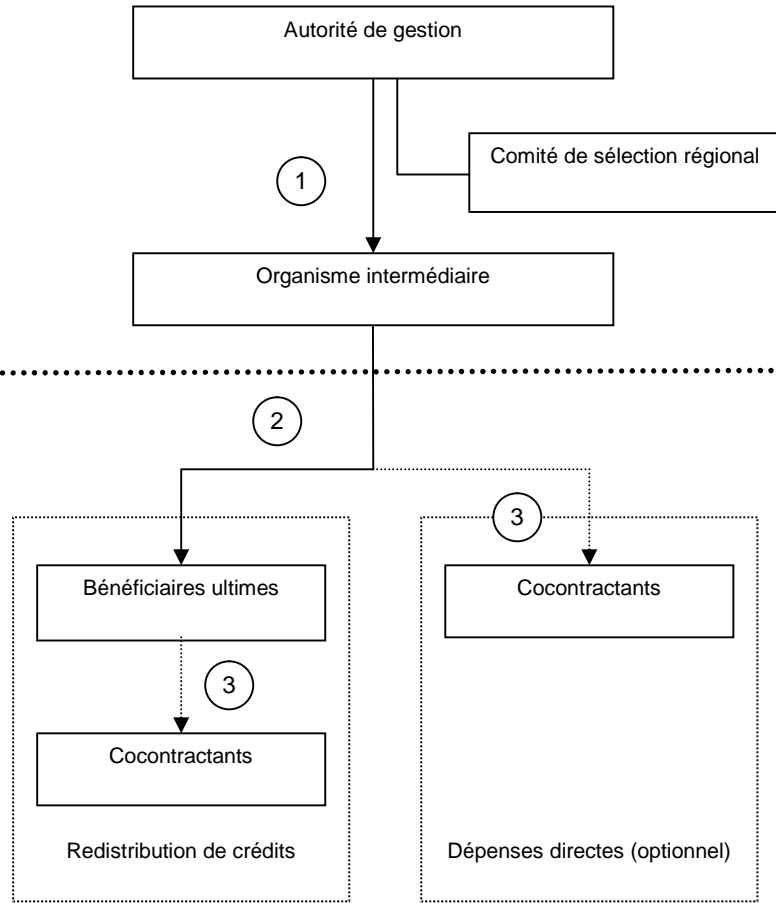 Autorité de gestion
Comité de sélection régional
1
Organisme intermédiaire
2
3
Bénéficiaires ultimes
Cocontractants
3
Cocontractants
Redistribution de crédits
Dépenses directes (optionnel)